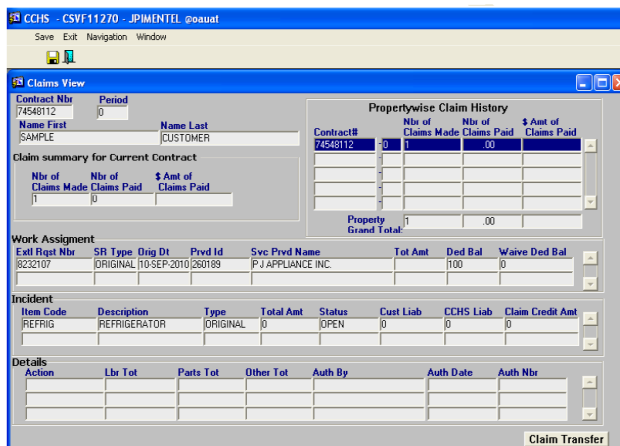 CCHS - CSVF11270 - JPIMENTEL @oauat
Save Exit Navigation Window
Claims View
Contract Nbr Period
74548112 0
Name First Name Last
SAMPLE CUSTOMER
Claim summary for Current Contract
Nbr of Nbr of $ Amt of
Claims Made Claims Paid Claims Paid
1 0
Propertywise Claim History
Nbr of Nbr of $ Amt of
Contract# Claims Made Claims Paid Claims Paid
74548112 - 0 1 .00
-
-
-
-
Property 1 .00
Grand Total:
Work Assigment
Extl Rqst Nbr SR Type Orig Dt Prvd Id Svc Prvd Name Tot Amt Ded Bal Waive Ded Bal
8232107 ORIGINAL 10-SEP-2010 260189 P J APPLIANCE INC. 100 0
Incident
Item Code Description Type Total Amt Status Cust Liab CCHS Liab Claim Credit Amt
REFRIG REFRIGERATOR ORIGINAL 0 OPEN 0 0 0
Details
Action Lbr Tot Parts Tot Other Tot Auth By Auth Date Auth Nbr
Claim Transfer